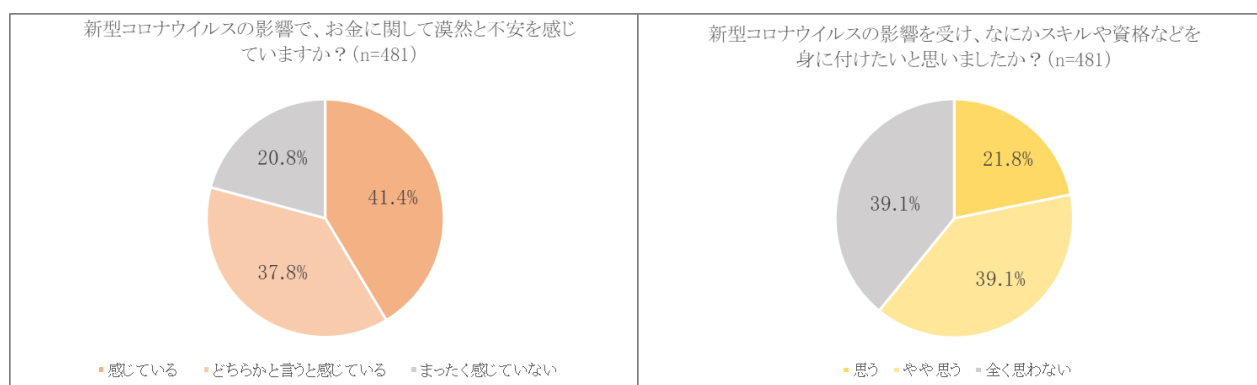 新型コロナウイルスの影響で、お金に関して漠然と不安を感じ
ていますか？(n=481)
20.8%
41.4%
37.8%
感じている どちらかと言うと感じている まったく感じていない
新型コロナウイルスの影響を受け、なにかスキルや資格などを
身に付けたいと思いましたか？(n=481)
21.8%
39.1%
39.1%
思う やや思う 全く思わない